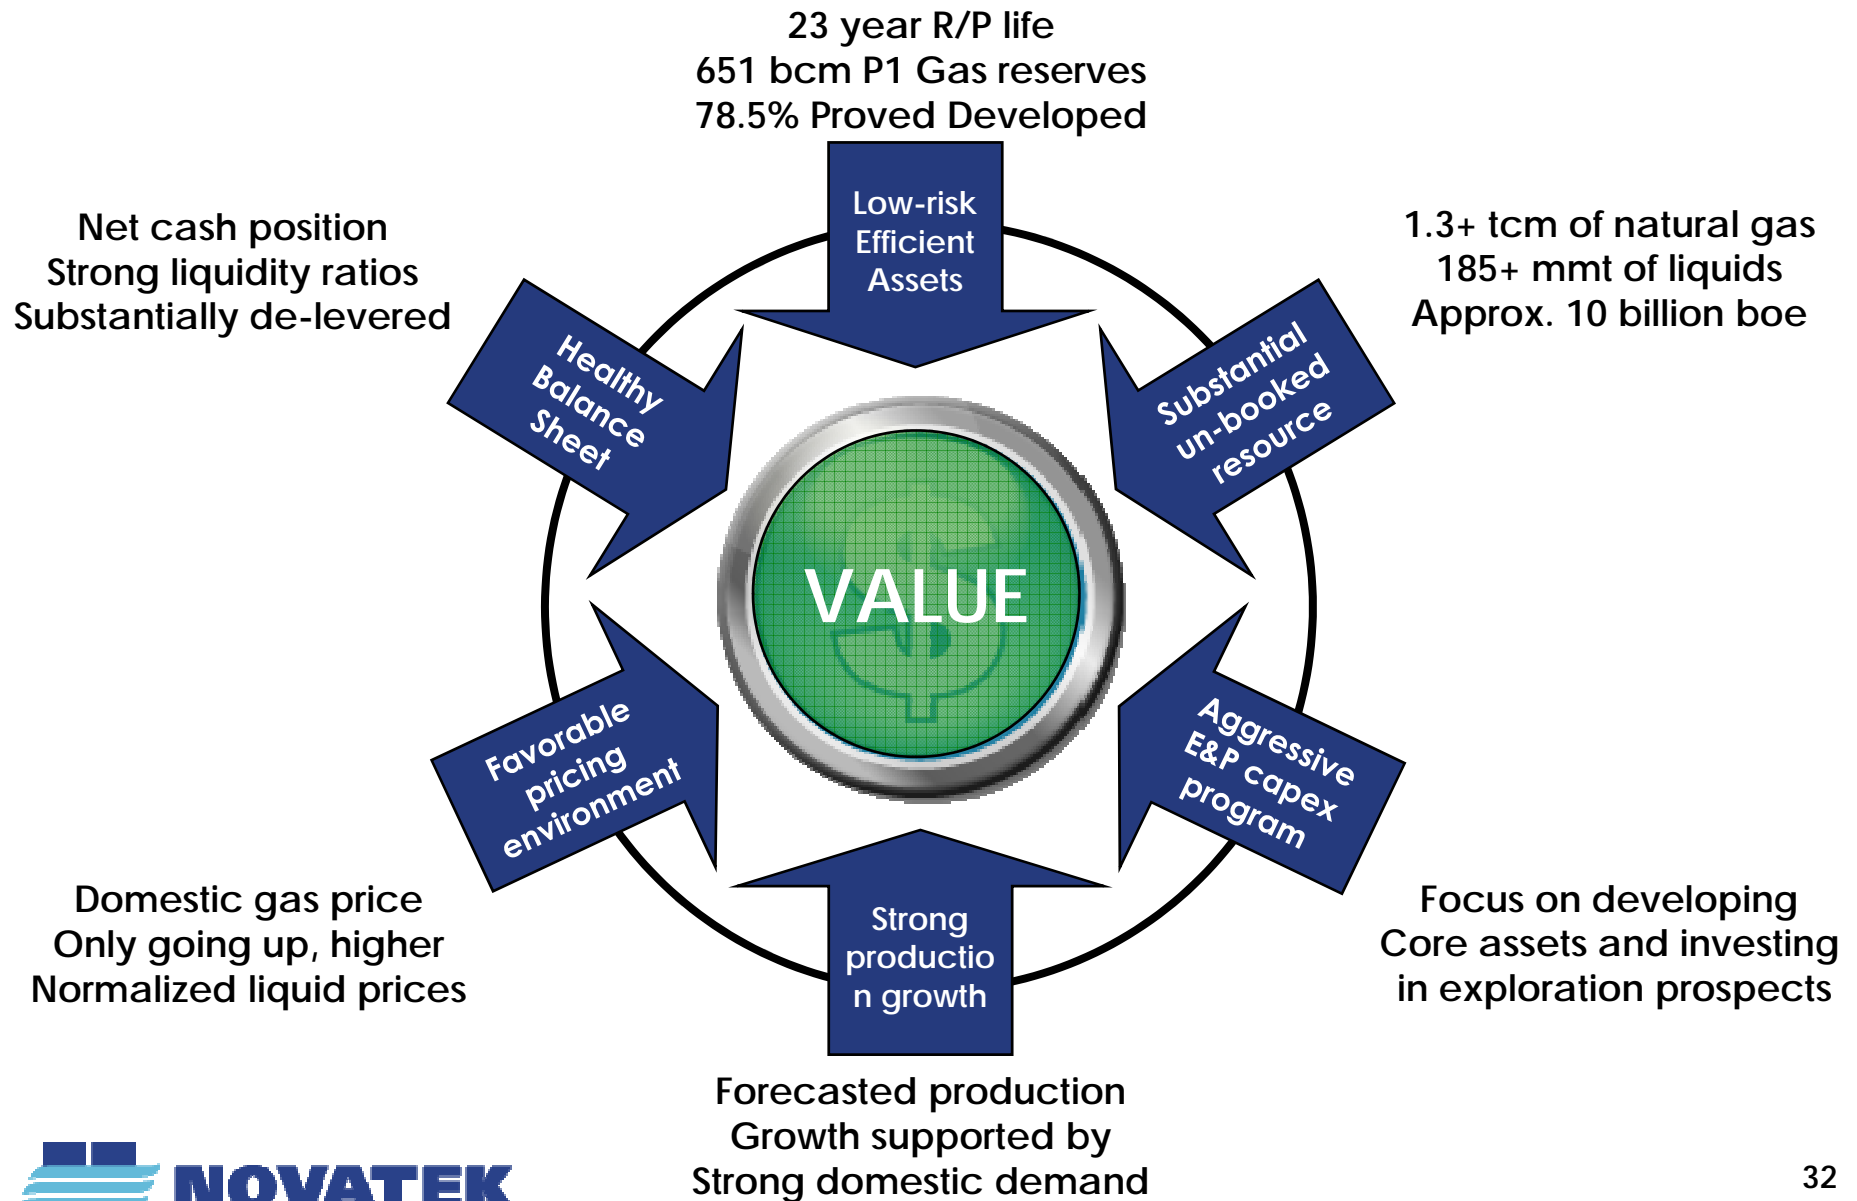 23 year R/P life
651 bcm P1 Gas reserves
78.5% Proved Developed
Low-risk
Efficient
Assets
Net cash position
Strong liquidity ratios
Substantially de-levered
Healthy
Balance
Sheet
1.3+ tcm of natural gas
185+ mmt of liquids
Approx. 10 billion boe
Substantial
un-booked
resource
VALUE
Favorable
pricing
environment
Domestic gas price
Only going up, higher
Normalized liquid prices
Aggressive
E&P capex
program
Focus on developing
Core assets and investing
in exploration prospects
Strong
productio
n growth
Forecasted production
Growth supported by
Strong domestic demand
NOVATEK
32